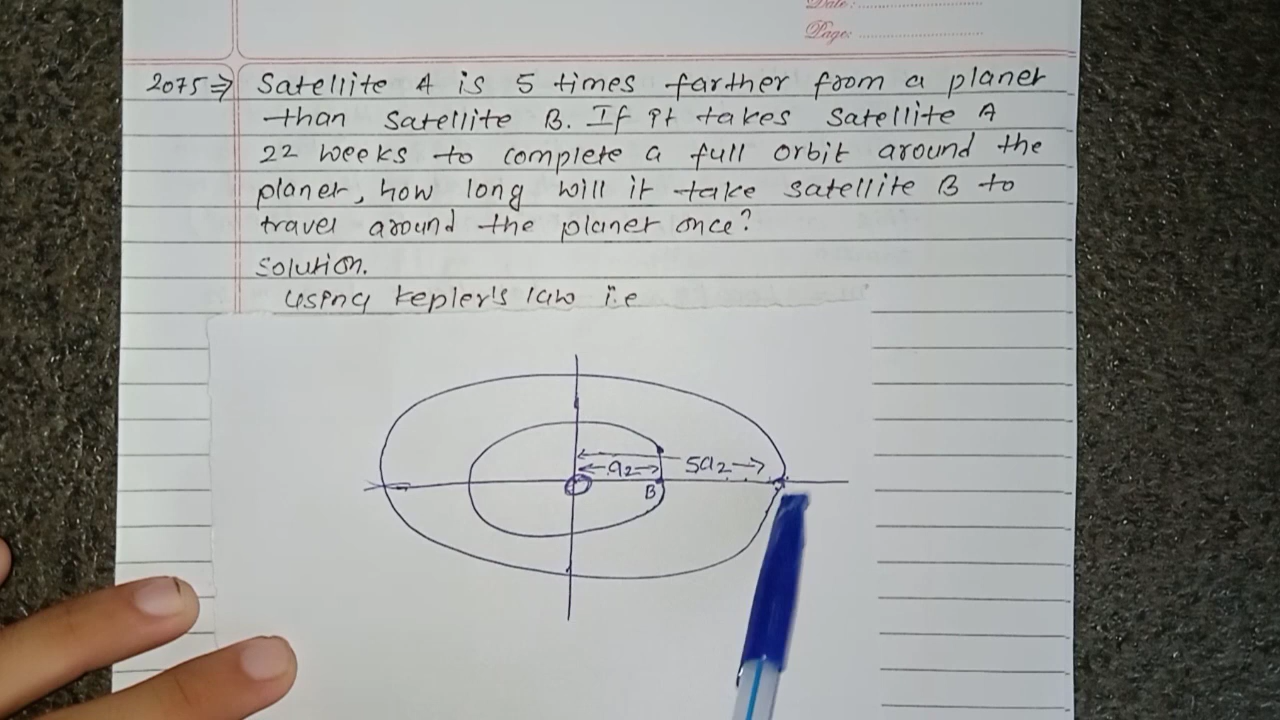 Date:
Page:
2075⇒ Satellite A is 5 times farther from a planet
than Satellite B. If it takes Satellite A
22 weeks to complete a full orbit around the
planet, how long will it take satellite B to
travel around the planet once?
Solution.
Using Kepler's law i.e
a₂ 5a₂
B